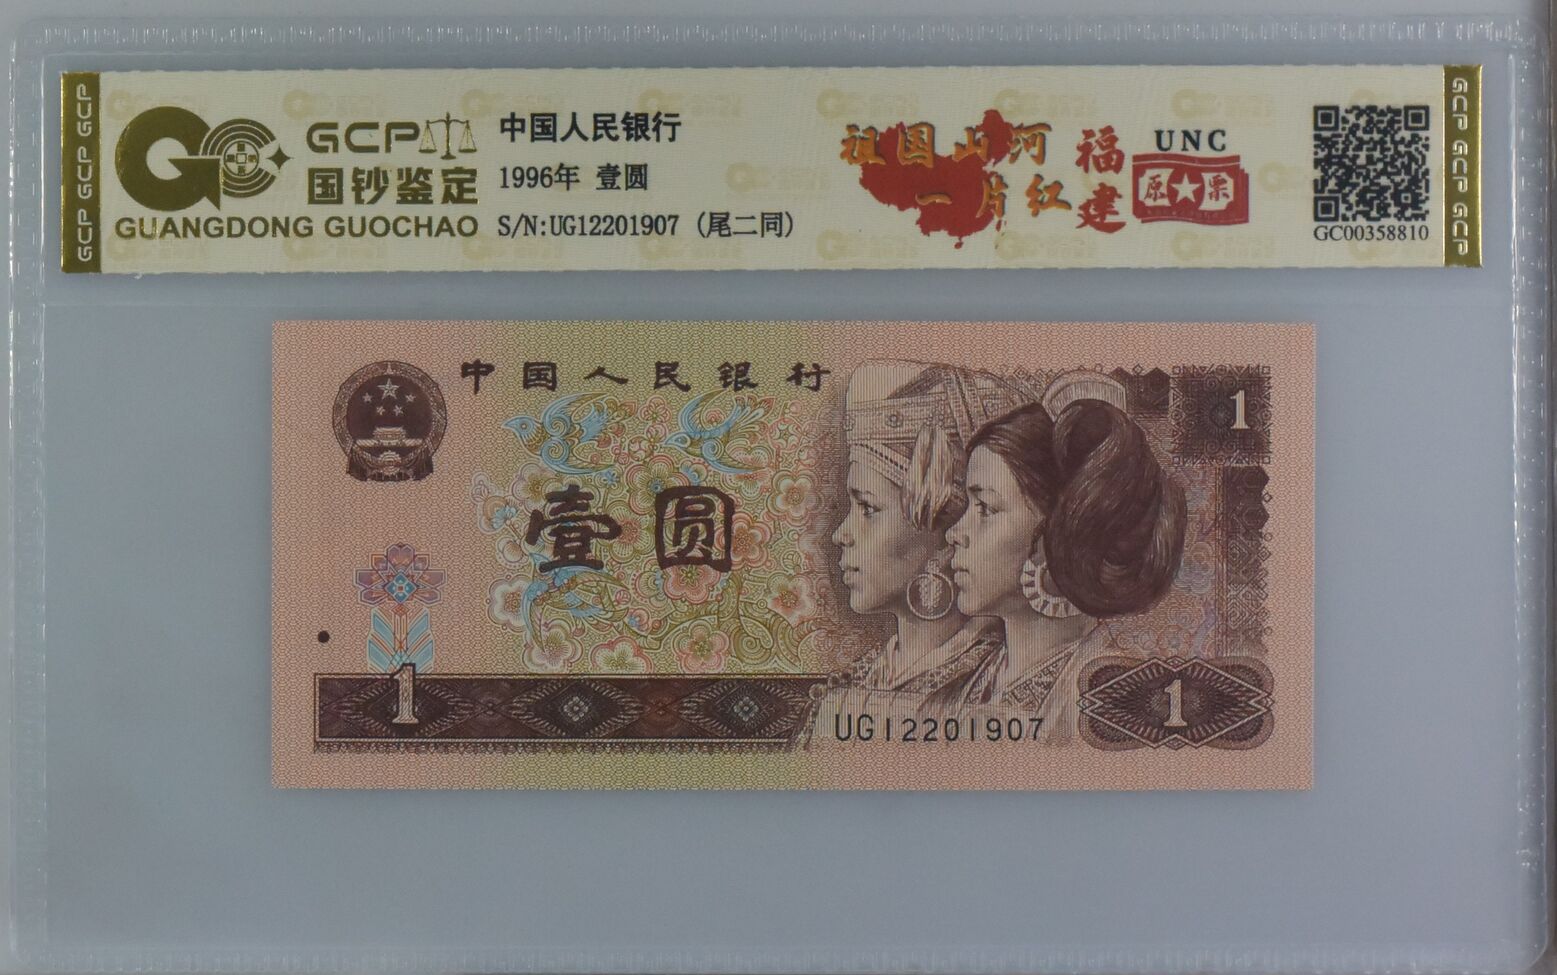 GCP GCP GCP
GCP
国钞鉴定
GUANGDONG GUOCHAO
中国人民银行
1996年 壹圆
S/N:UG12201907 (尾二同)
祖国山河
一片红
福建
UNC
原★票
GC00358810
GCP GCP GCP
中国人民银行
1
壹圆
1
UG12201907
1